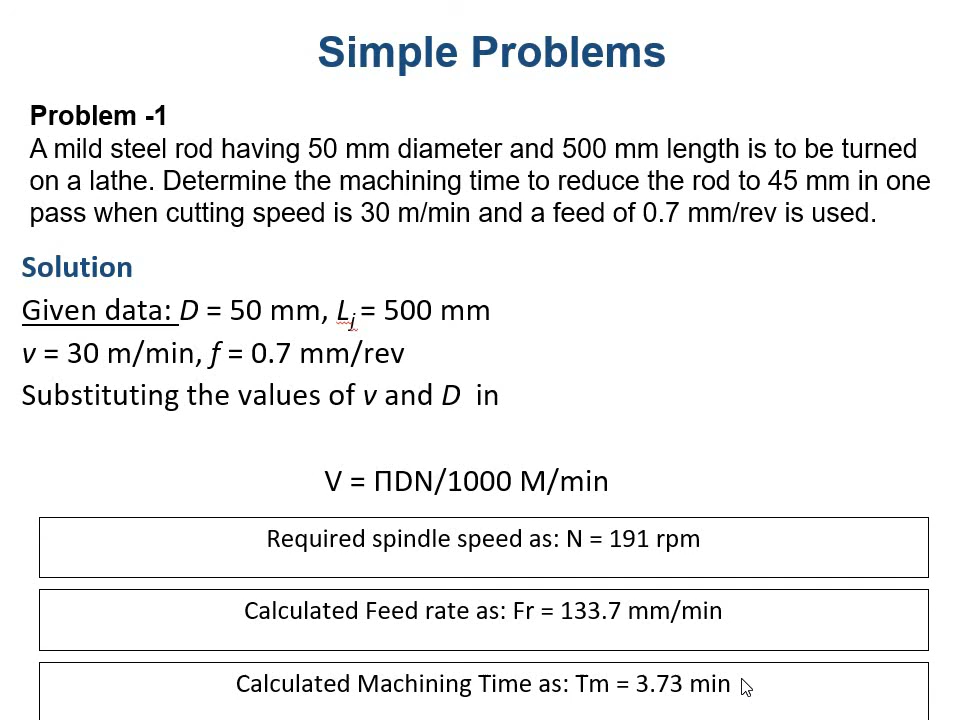 Simple Problems
Problem -1
A mild steel rod having 50 mm diameter and 500 mm length is to be turned
on a lathe. Determine the machining time to reduce the rod to 45 mm in one
pass when cutting speed is 30 m/min and a feed of 0.7 mm/rev is used.
Solution
Given data: D = 50 mm, Lj = 500 mm
v = 30 m/min, f = 0.7 mm/rev
Substituting the values of v and D in
V = ΠDN/1000 M/min
Required spindle speed as: N = 191 rpm
Calculated Feed rate as: Fr = 133.7 mm/min
Calculated Machining Time as: Tm = 3.73 min